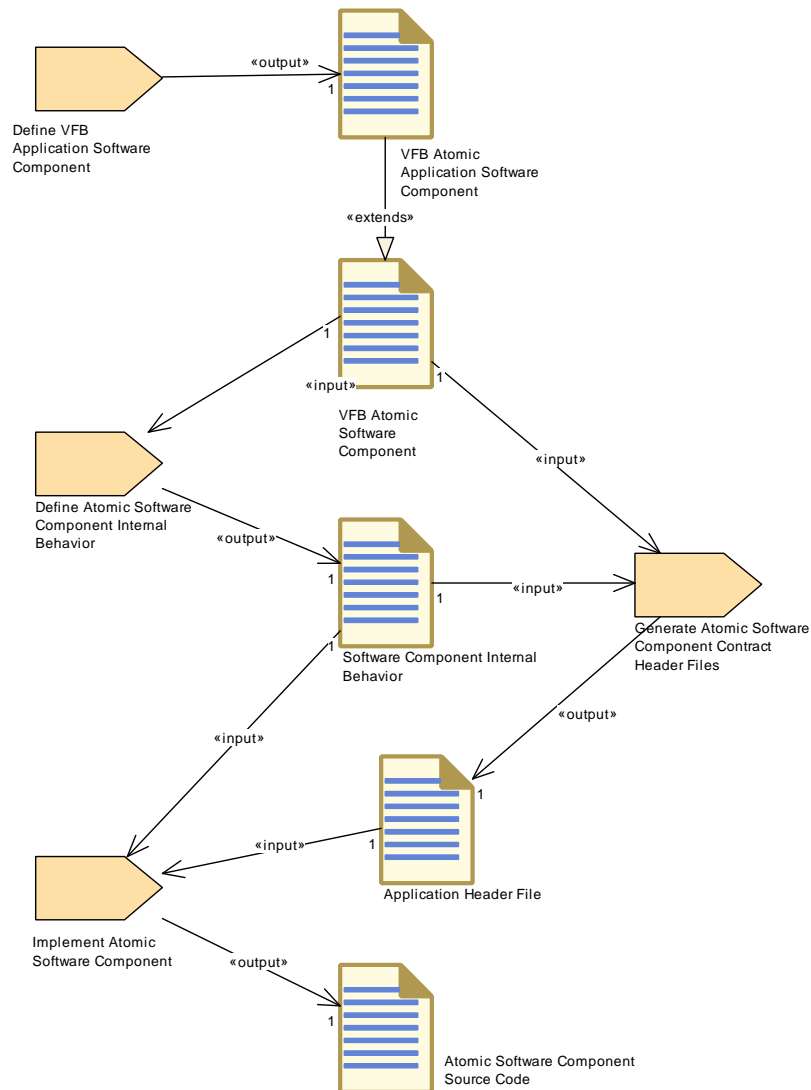 «output»
1
Define VFB
Application Software
Component
VFB Atomic
Application Software
Component
«extends»
1
«input»
1
VFB Atomic
Software
Component
«input»
Define Atomic Software
Component Internal
Behavior
«output»
1
1
«input»
Generate Atomic Software
Component Contract
Header Files
1
Software Component Internal
Behavior
«output»
«input»
1
«input»
1
Application Header File
Implement Atomic
Software Component
«output»
1
Atomic Software Component
Source Code